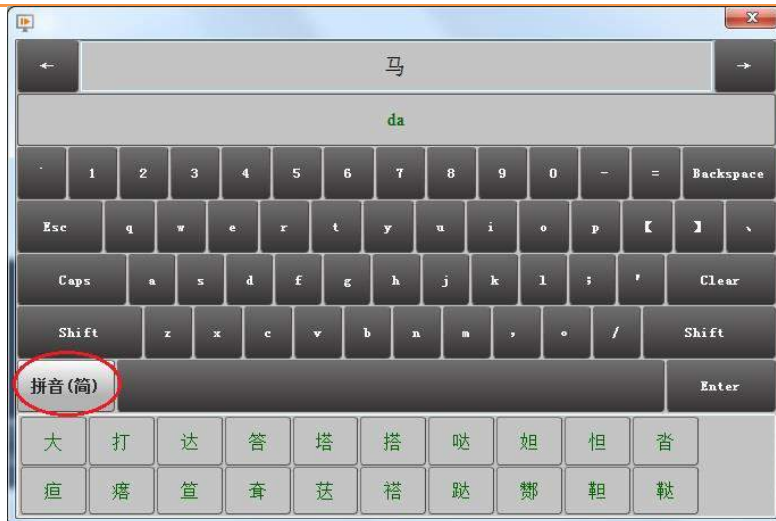 ← 马 →
da
` 1 2 3 4 5 6 7 8 9 0 - = Backspace
Esc q w e r t y u i o p 【 】 、
Caps a s d f g h j k l ; ' Clear
Shift z x c v b n m , 。 / Shift
拼音(简) Enter
大 打 达 答 塔 搭 哒 妲 怛 沓
疸 瘩 笪 耷 荙 褡 跶 酂 靼 鞑